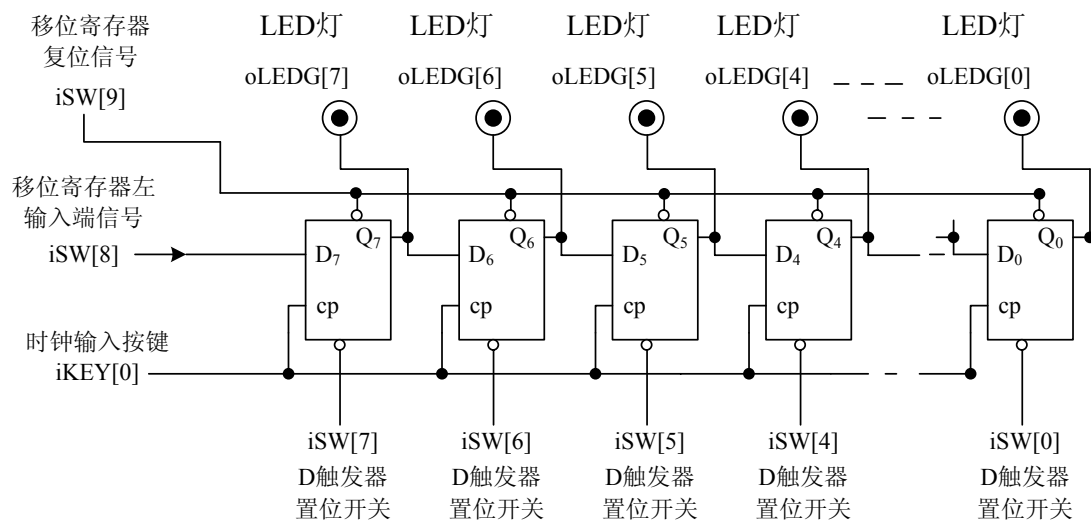 移位寄存器
复位信号
iSW[9]
LED灯 LED灯 LED灯 LED灯 LED灯
oLEDG[7] oLEDG[6] oLEDG[5] oLEDG[4] oLEDG[0]
移位寄存器左
输入端信号
iSW[8]
Q7 Q6 Q5 Q4 Q0
D7 D6 D5 D4 D0
cp cp cp cp cp
时钟输入按键
iKEY[0]
iSW[7] iSW[6] iSW[5] iSW[4] iSW[0]
D触发器 D触发器 D触发器 D触发器 D触发器
置位开关 置位开关 置位开关 置位开关 置位开关